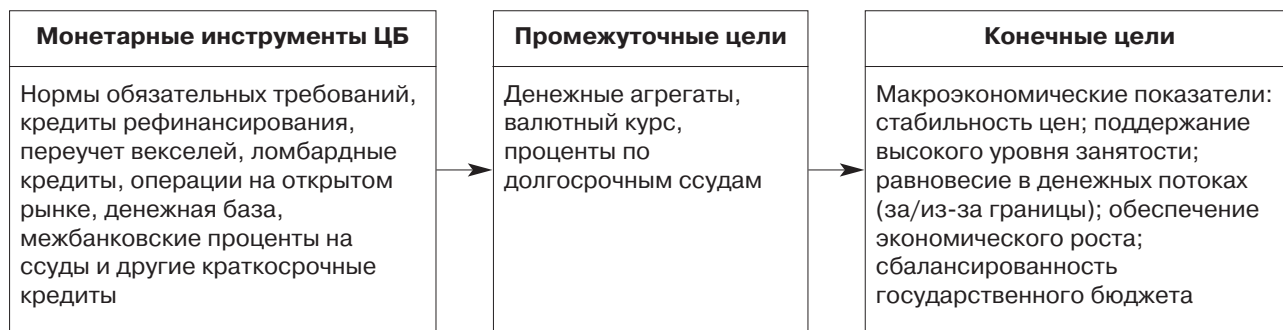 Монетарные инструменты ЦБ
Нормы обязательных требований,
кредиты рефинансирования,
переучет векселей, ломбардные
кредиты, операции на открытом
рынке, денежная база,
межбанковские проценты на
ссуды и другие краткосрочные
кредиты
Промежуточные цели
Денежные агрегаты,
валютный курс,
проценты по
долгосрочным ссудам
Конечные цели
Макроэкономические показатели:
стабильность цен; поддержание
высокого уровня занятости;
равновесие в денежных потоках
(за/из-за границы); обеспечение
экономического роста;
сбалансированность
государственного бюджета